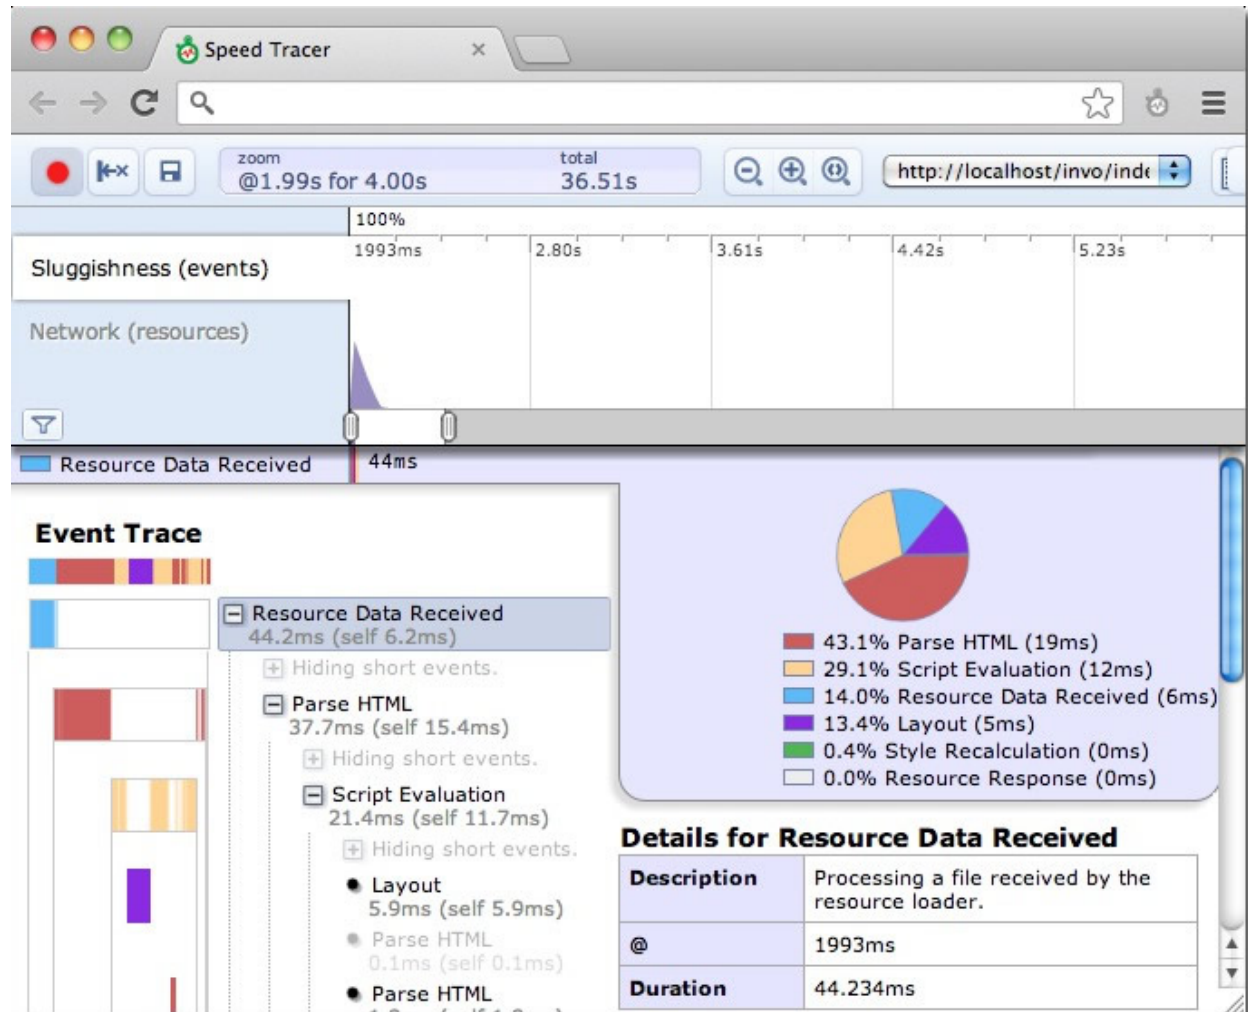 Speed Tracer
zoom
@1.99s for 4.00s
total
36.51s
http://localhost/invo/inde
100%
Sluggishness (events)
1993ms
2.80s
3.61s
4.42s
5.23s
Network (resources)
Resource Data Received
44ms
Event Trace
Resource Data Received
44.2ms (self 6.2ms)
Hiding short events.
Parse HTML
37.7ms (self 15.4ms)
Hiding short events.
Script Evaluation
21.4ms (self 11.7ms)
Hiding short events.
Layout
5.9ms (self 5.9ms)
Parse HTML
0.1ms (self 0.1ms)
Parse HTML
43.1% Parse HTML (19ms)
29.1% Script Evaluation (12ms)
14.0% Resource Data Received (6ms)
13.4% Layout (5ms)
0.4% Style Recalculation (0ms)
0.0% Resource Response (0ms)
Details for Resource Data Received
Description
Processing a file received by the
resource loader.
@
1993ms
Duration
44.234ms